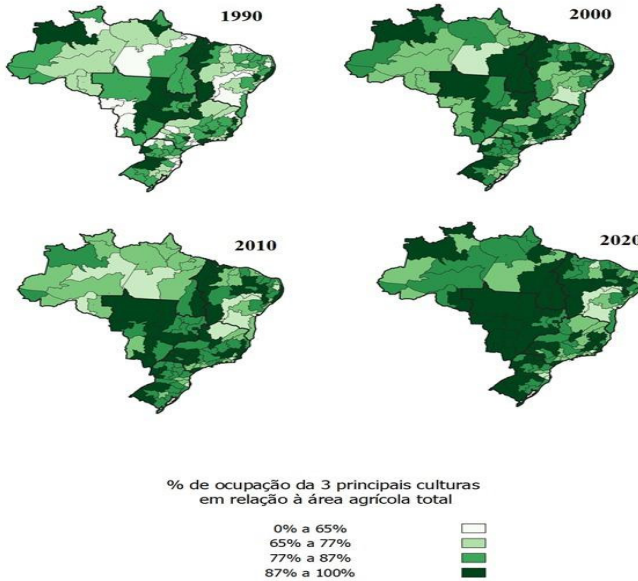 1990
2000
2010
2020
% de ocupação da 3 principais culturas
em relação à área agrícola total
0% a 65%
65% a 77%
77% a 87%
87% a 100%